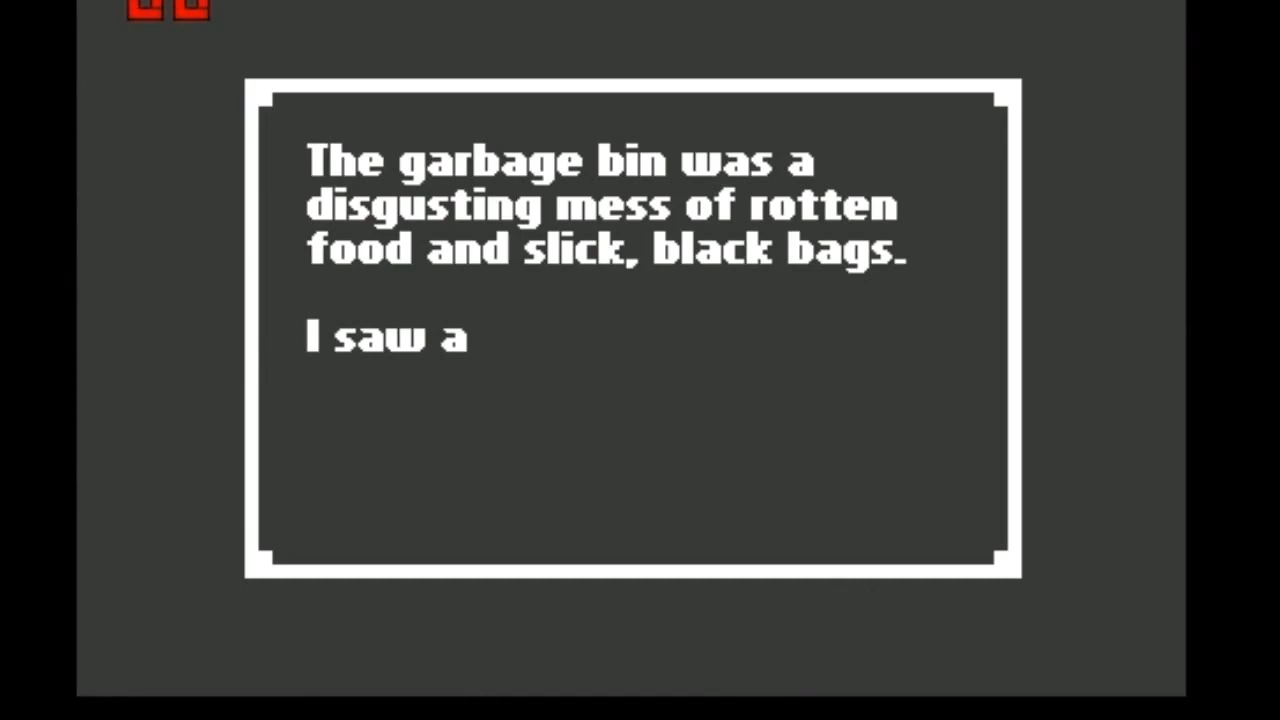 The garbage bin was a
disgusting mess of rotten
food and slick, black bags.
I saw a